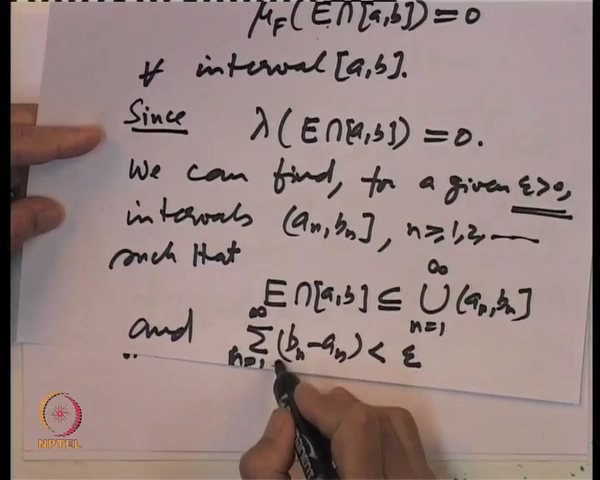 μ_F(E∩[a,b])=0
∀ interval [a,b].
Since λ(E∩[a,b])=0.
We can find, for a given ε>0,
intervals (a_n,b_n], n≥1,2,——
such that
E∩[a,b] ⊆ ⋃_{n=1}^∞ (a_n,b_n]
and ∑_{n=1}^∞ (b_n-a_n) < ε
NPTEL